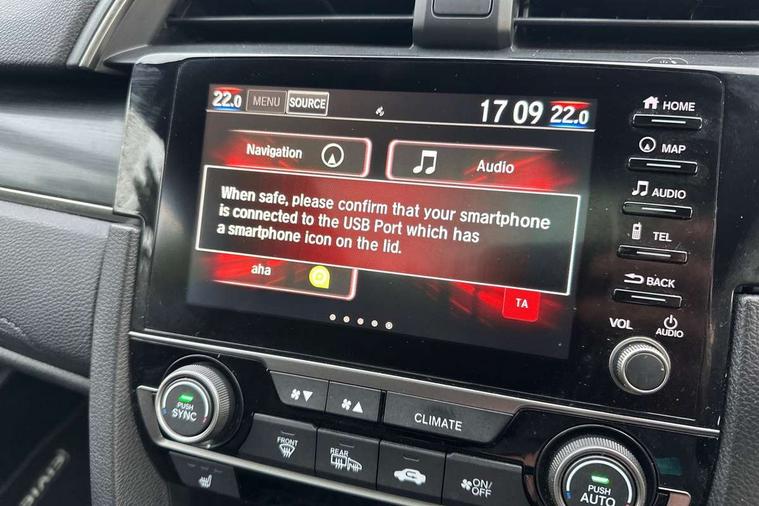 22.0 MENU SOURCE 17 09 22.0
Navigation
Audio
When safe, please confirm that your smartphone
is connected to the USB Port which has
a smartphone icon on the lid.
aha
TA
HOME
MAP
AUDIO
TEL
BACK
VOL
AUDIO
PUSH
SYNC
CLIMATE
FRONT
REAR
ON/
OFF
PUSH
AUTO
CIVIC